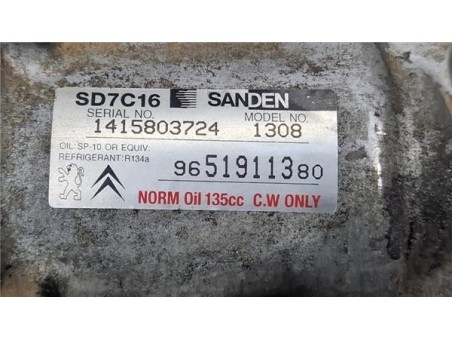 SD7C16 SANDEN
SERIAL NO. MODEL NO.
1415803724 1308
OIL: SP-10 OR EQUIV.
REFRIGERANT: R134a
9651911380
NORM Oil 135cc C.W ONLY